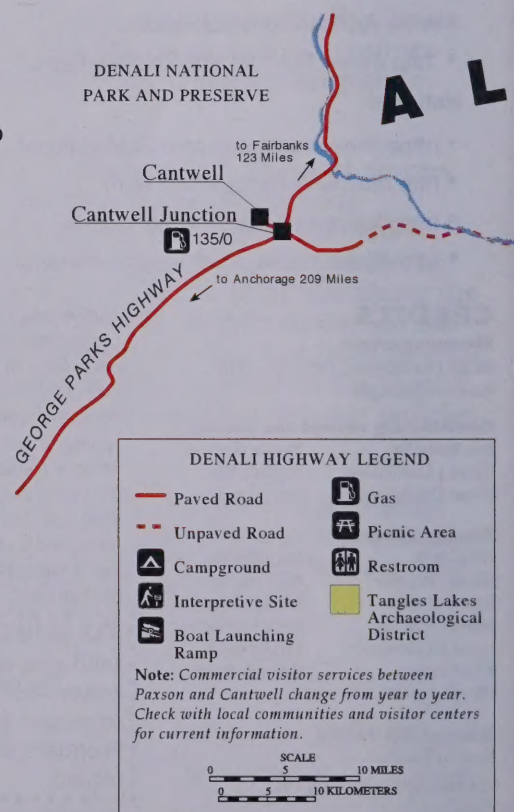 DENALI NATIONAL
PARK AND PRESERVE
A L
to Fairbanks
123 Miles
Cantwell
Cantwell Junction
135/0
to Anchorage 209 Miles
GEORGE PARKS HIGHWAY
DENALI HIGHWAY LEGEND
Paved Road
Unpaved Road
Campground
Interpretive Site
Boat Launching
Ramp
Gas
Picnic Area
Restroom
Tangles Lakes
Archaeological
District
Note: Commercial visitor services between
Paxson and Cantwell change from year to year.
Check with local communities and visitor centers
for current information.
SCALE
0 5 10 MILES
0 5 10 KILOMETERS